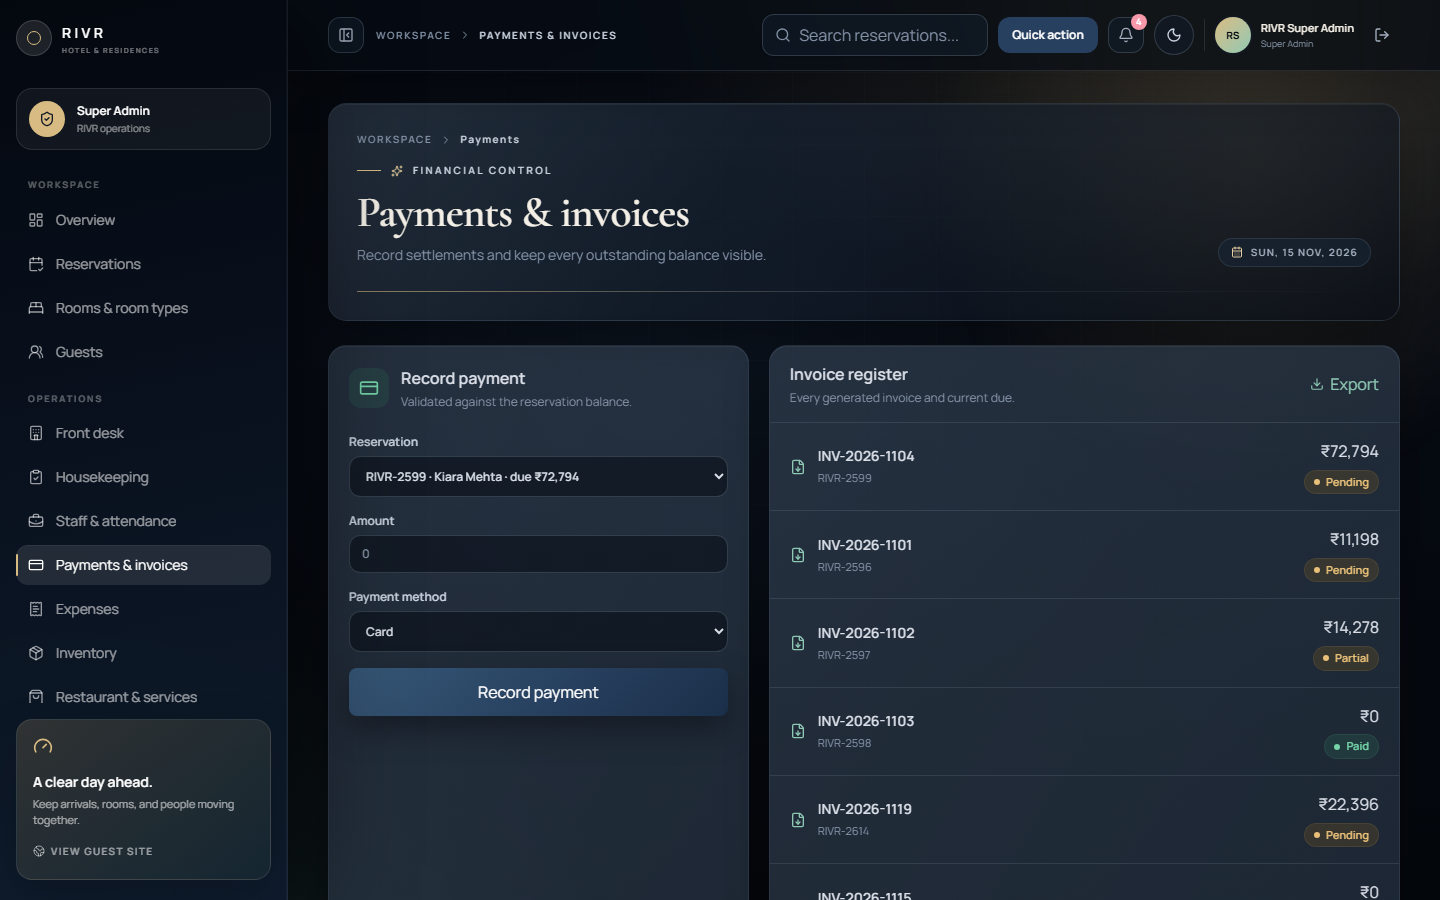 RIVR
HOTEL & RESIDENCES
Super Admin
RIVR operations
WORKSPACE
Overview
Reservations
Rooms & room types
Guests
OPERATIONS
Front desk
Housekeeping
Staff & attendance
Payments & invoices
Expenses
Inventory
Restaurant & services
A clear day ahead.
Keep arrivals, rooms, and people moving
together.
VIEW GUEST SITE
WORKSPACE > PAYMENTS & INVOICES
Search reservations...
Quick action
4
RS
RIVR Super Admin
Super Admin
WORKSPACE > Payments
FINANCIAL CONTROL
Payments & invoices
Record settlements and keep every outstanding balance visible.
SUN, 15 NOV, 2026
Record payment
Validated against the reservation balance.
Reservation
RIVR-2599 · Kiara Mehta · due ₹72,794
Amount
0
Payment method
Card
Record payment
Invoice register
Every generated invoice and current due.
Export
INV-2026-1104
RIVR-2599
₹72,794
Pending
INV-2026-1101
RIVR-2596
₹11,198
Pending
INV-2026-1102
RIVR-2597
₹14,278
Partial
INV-2026-1103
RIVR-2598
₹0
Paid
INV-2026-1119
RIVR-2614
₹22,396
Pending
INV-2026-1115
₹0